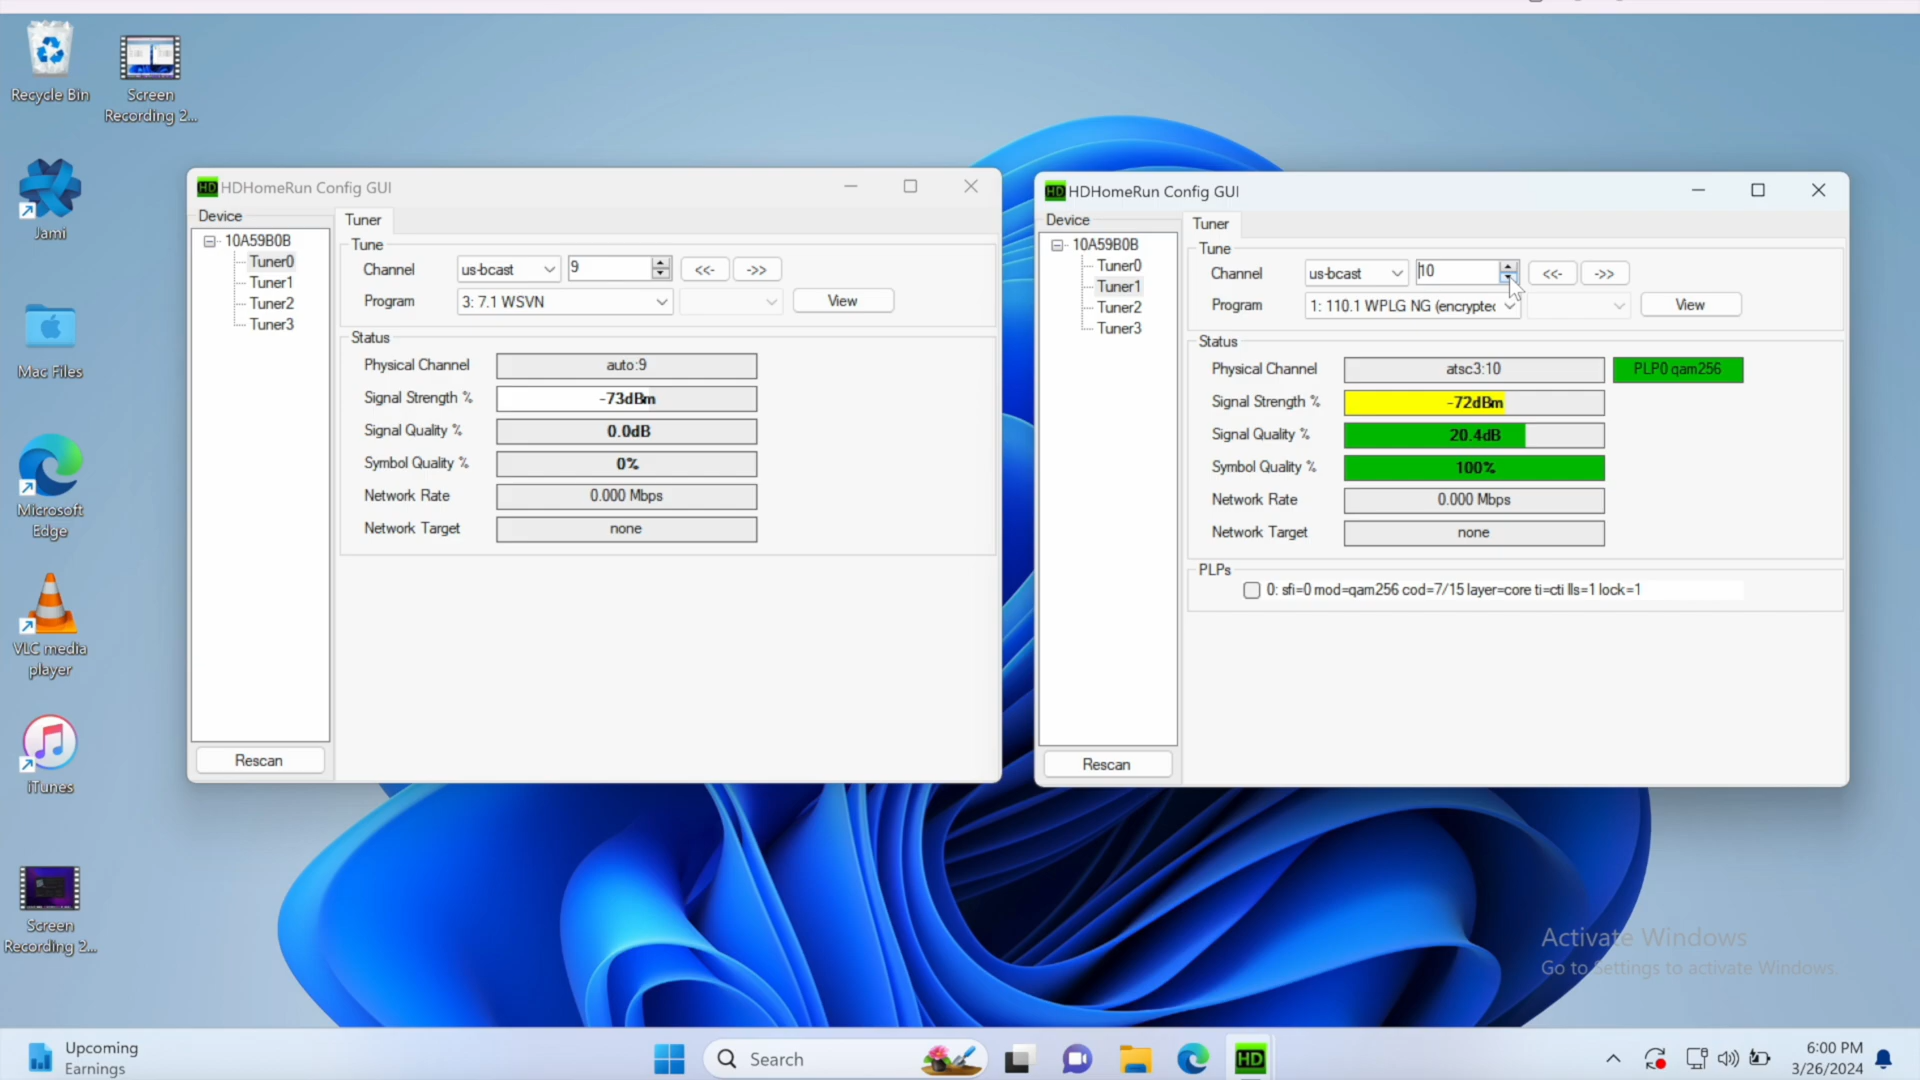 Recycle Bin
Screen
Recording 2...
Jami
Mac Files
Microsoft
Edge
VLC media
player
iTunes
Screen
Recording 2...
HD HDHomeRun Config GUI
Device
10A59B0B
Tuner0
Tuner1
Tuner2
Tuner3
Rescan
Tuner
Tune
Channel us-bcast 9 <<- ->>
Program 3: 7.1 WSVN View
Status
Physical Channel auto:9
Signal Strength % -73dBm
Signal Quality % 0.0dB
Symbol Quality % 0%
Network Rate 0.000 Mbps
Network Target none
HD HDHomeRun Config GUI
Device
10A59B0B
Tuner0
Tuner1
Tuner2
Tuner3
Rescan
Tuner
Tune
Channel us-bcast 10 <<- ->>
Program 1: 110.1 WPLG NG (encryptec View
Status
Physical Channel atsc3:10 PLP0 qam256
Signal Strength % -72dBm
Signal Quality % 20.4dB
Symbol Quality % 100%
Network Rate 0.000 Mbps
Network Target none
PLPs
0: sfi=0 mod=qam256 cod=7/15 layer=core ti=cti lls=1 lock=1
Activate Windows
Go to Settings to activate Windows.
Upcoming
Earnings
Search
HD
6:00 PM
3/26/2024